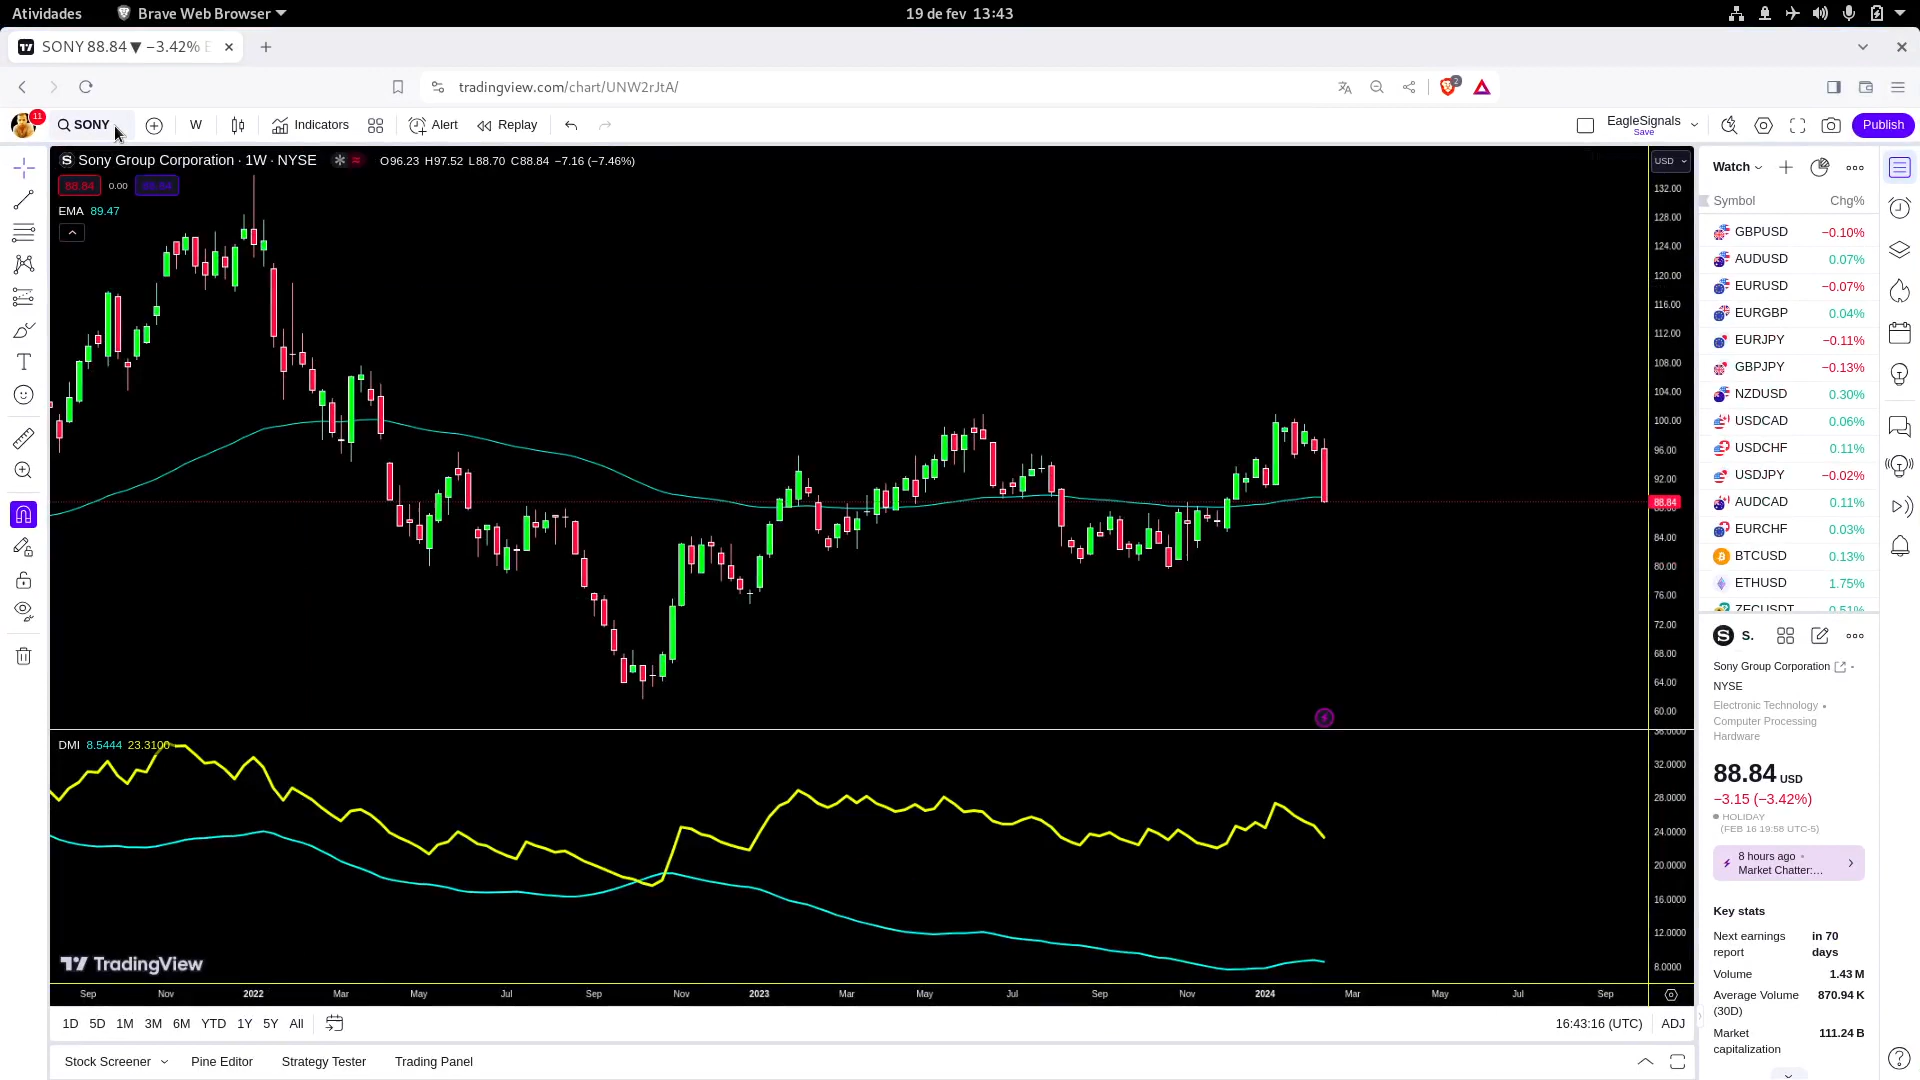 Atividades
Brave Web Browser
19 de fev 13:43
SONY 88.84 ▼ −3.42%
tradingview.com/chart/UNW2rJtA/
2
11
SONY
W
Indicators
Alert
Replay
EagleSignals
Save
Publish
Sony Group Corporation · 1W · NYSE
O96.23 H97.52 L88.70 C88.84 −7.16 (−7.46%)
88.84
0.00
88.84
EMA 89.47
USD
132.00
128.00
124.00
120.00
116.00
112.00
108.00
104.00
100.00
96.00
92.00
88.84
84.00
80.00
76.00
72.00
68.00
64.00
60.00
DMI 8.5444 23.3100
36.0000
32.0000
28.0000
24.0000
20.0000
16.0000
12.0000
8.0000
TradingView
Sep Nov 2022 Mar May Jul Sep Nov 2023 Mar May Jul Sep Nov 2024 Mar May Jul Sep
1D 5D 1M 3M 6M YTD 1Y 5Y All
16:43:16 (UTC)
ADJ
Stock Screener
Pine Editor
Strategy Tester
Trading Panel
Watch
Symbol Chg%
GBPUSD −0.10%
AUDUSD 0.07%
EURUSD −0.07%
EURGBP 0.04%
EURJPY −0.11%
GBPJPY −0.13%
NZDUSD 0.30%
USDCAD 0.06%
USDCHF 0.11%
USDJPY −0.02%
AUDCAD 0.11%
EURCHF 0.03%
BTCUSD 0.13%
ETHUSD 1.75%
ZECUSDT 0.51%
S.
Sony Group Corporation
NYSE
Electronic Technology •
Computer Processing
Hardware
88.84 USD
−3.15 (−3.42%)
HOLIDAY
(FEB 16 19:58 UTC-5)
8 hours ago •
Market Chatter:...
Key stats
Next earnings report in 70 days
Volume 1.43 M
Average Volume (30D) 870.94 K
Market capitalization 111.24 B